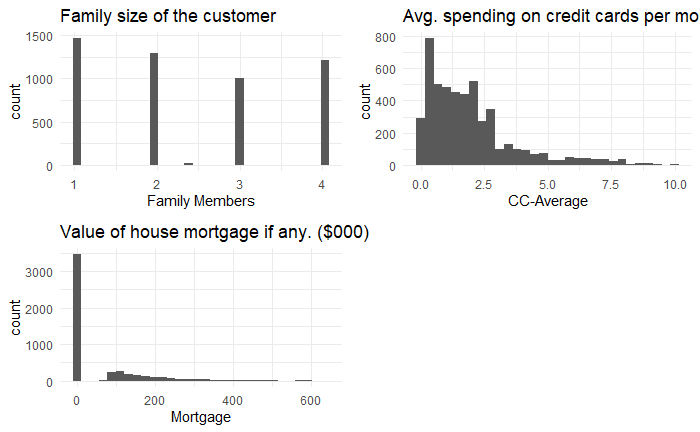 Family size of the customer
1500
1000
500
0
count
1 2 3 4
Family Members
Avg. spending on credit cards per mo
800
600
400
200
0
count
0.0 2.5 5.0 7.5 10.0
CC-Average
Value of house mortgage if any. ($000)
3000
2000
1000
0
count
0 200 400 600
Mortgage